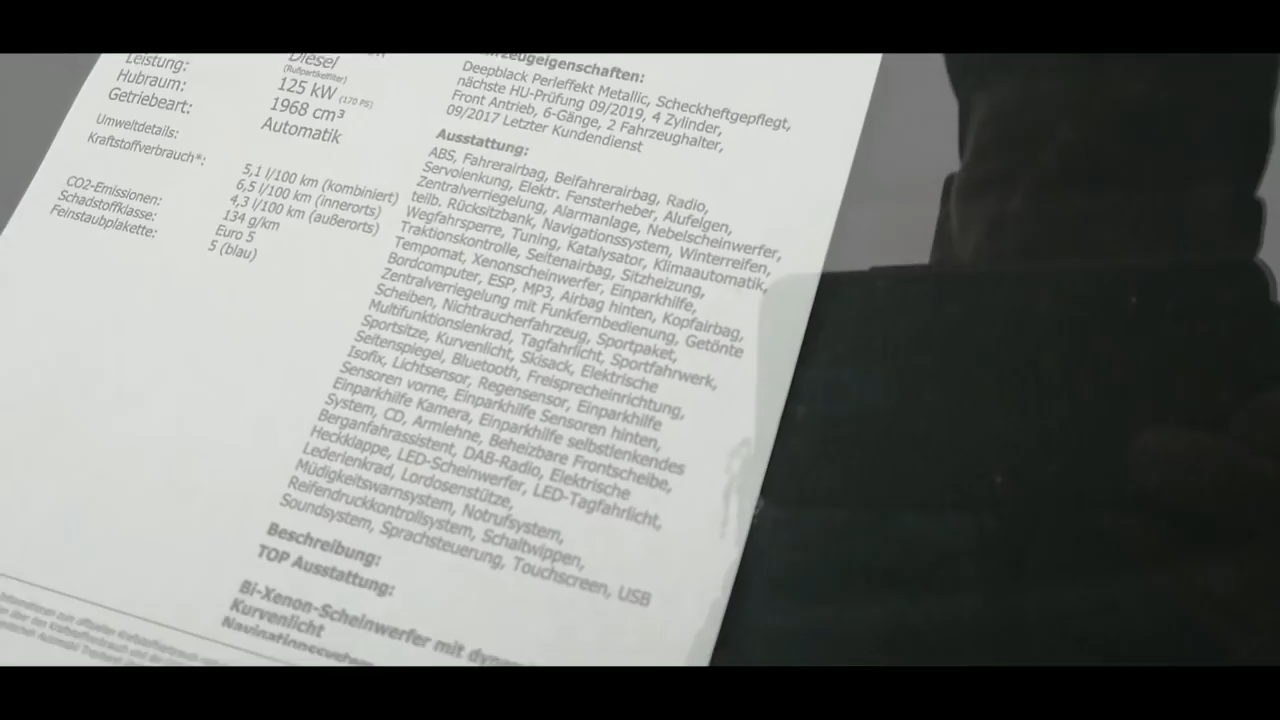 Leistung:
Hubraum:
Getriebeart:
Umweltdetails:
Kraftstoffverbrauch*:
CO2-Emissionen:
Schadstoffklasse:
Feinstaubplakette:
Diesel
(Rußpartikelfilter)
125 kW (170 PS)
1968 cm³
Automatik
5,1 l/100 km (kombiniert)
6,5 l/100 km (innerorts)
4,3 l/100 km (außerorts)
134 g/km
Euro 5
5 (blau)
Deepblack Perleffekt Metallic, Scheckheftgepflegt,
nächste HU-Prüfung 09/2019, 4 Zylinder,
Front Antrieb, 6-Gänge, 2 Fahrzeughalter,
09/2017 Letzter Kundendienst
Ausstattung:
ABS, Fahrerairbag, Beifahrerairbag, Radio,
Servolenkung, Elektr. Fensterheber, Alufelgen,
Zentralverriegelung, Alarmanlage, Nebelscheinwerfer,
teilb. Rücksitzbank, Navigationssystem, Winterreifen,
Wegfahrsperre, Tuning, Katalysator, Klimaautomatik,
Traktionskontrolle, Seitenairbag, Sitzheizung,
Tempomat, Xenonscheinwerfer, Einparkhilfe,
Bordcomputer, ESP, MP3, Airbag hinten, Kopfairbag,
Zentralverriegelung mit Funkfernbedienung, Getönte
Scheiben, Nichtraucherfahrzeug, Sportpaket,
Multifunktionslenkrad, Tagfahrlicht, Sportfahrwerk,
Sportsitze, Kurvenlicht, Skisack, Elektrische
Seitenspiegel, Bluetooth, Freisprecheinrichtung,
Isofix, Lichtsensor, Regensensor, Einparkhilfe
Sensoren vorne, Einparkhilfe Sensoren hinten,
Einparkhilfe Kamera, Einparkhilfe selbstlenkendes
System, CD, Armlehne, Beheizbare Frontscheibe,
Berganfahrassistent, DAB-Radio, Elektrische
Heckklappe, LED-Scheinwerfer, LED-Tagfahrlicht,
Lederlenkrad, Lordosenstütze,
Müdigkeitswarnsystem, Notrufsystem,
Reifendruckkontrollsystem, Schaltwippen,
Soundsystem, Sprachsteuerung, Touchscreen, USB
Beschreibung:
TOP Ausstattung:
Bi-Xenon-Scheinwerfer mit
Kurvenlicht